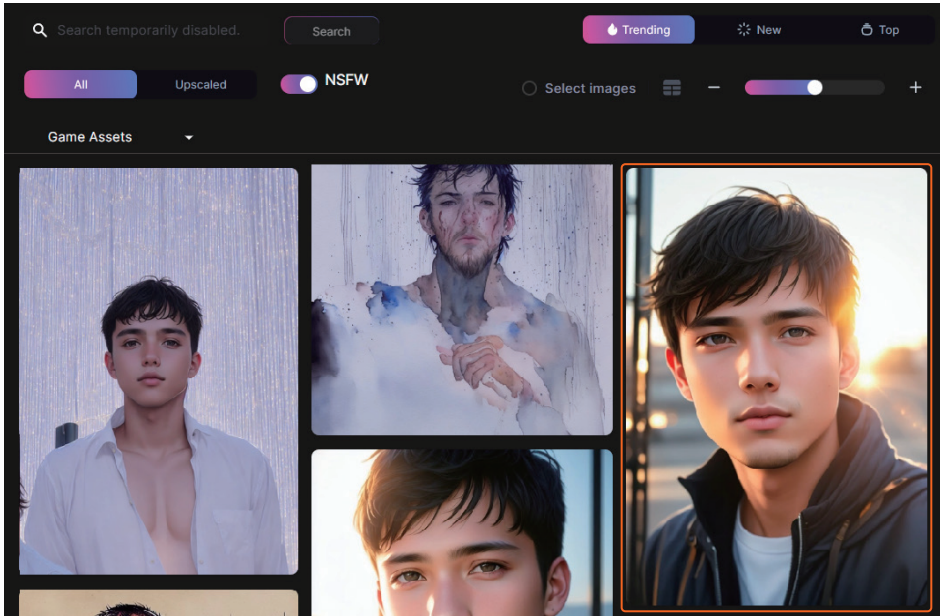 Search temporarily disabled.
Search
Trending
New
Top
All
Upscaled
NSFW
Select images
Game Assets